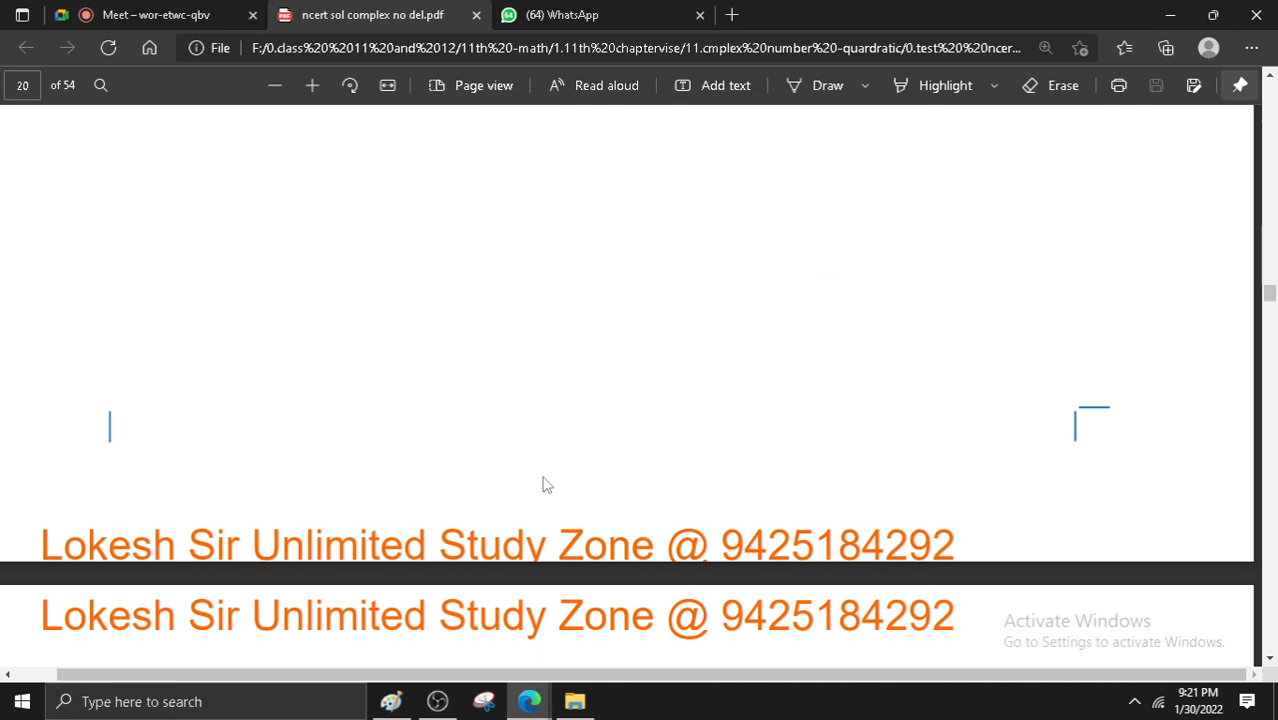 Meet – wor-etwc-qbv
ncert sol complex no del.pdf
(64) WhatsApp
File
F:/0.class%20%2011%20and%2012/11th%20-math/1.11th%20chaptervise/11.cmplex%20number%20-quardratic/0.test%20%20ncer...
20 of 54
Page view
Read aloud
Add text
Draw
Highlight
Erase
Lokesh Sir Unlimited Study Zone @ 9425184292
Lokesh Sir Unlimited Study Zone @ 9425184292
Activate Windows
Go to Settings to activate Windows.
Type here to search
9:21 PM
1/30/2022